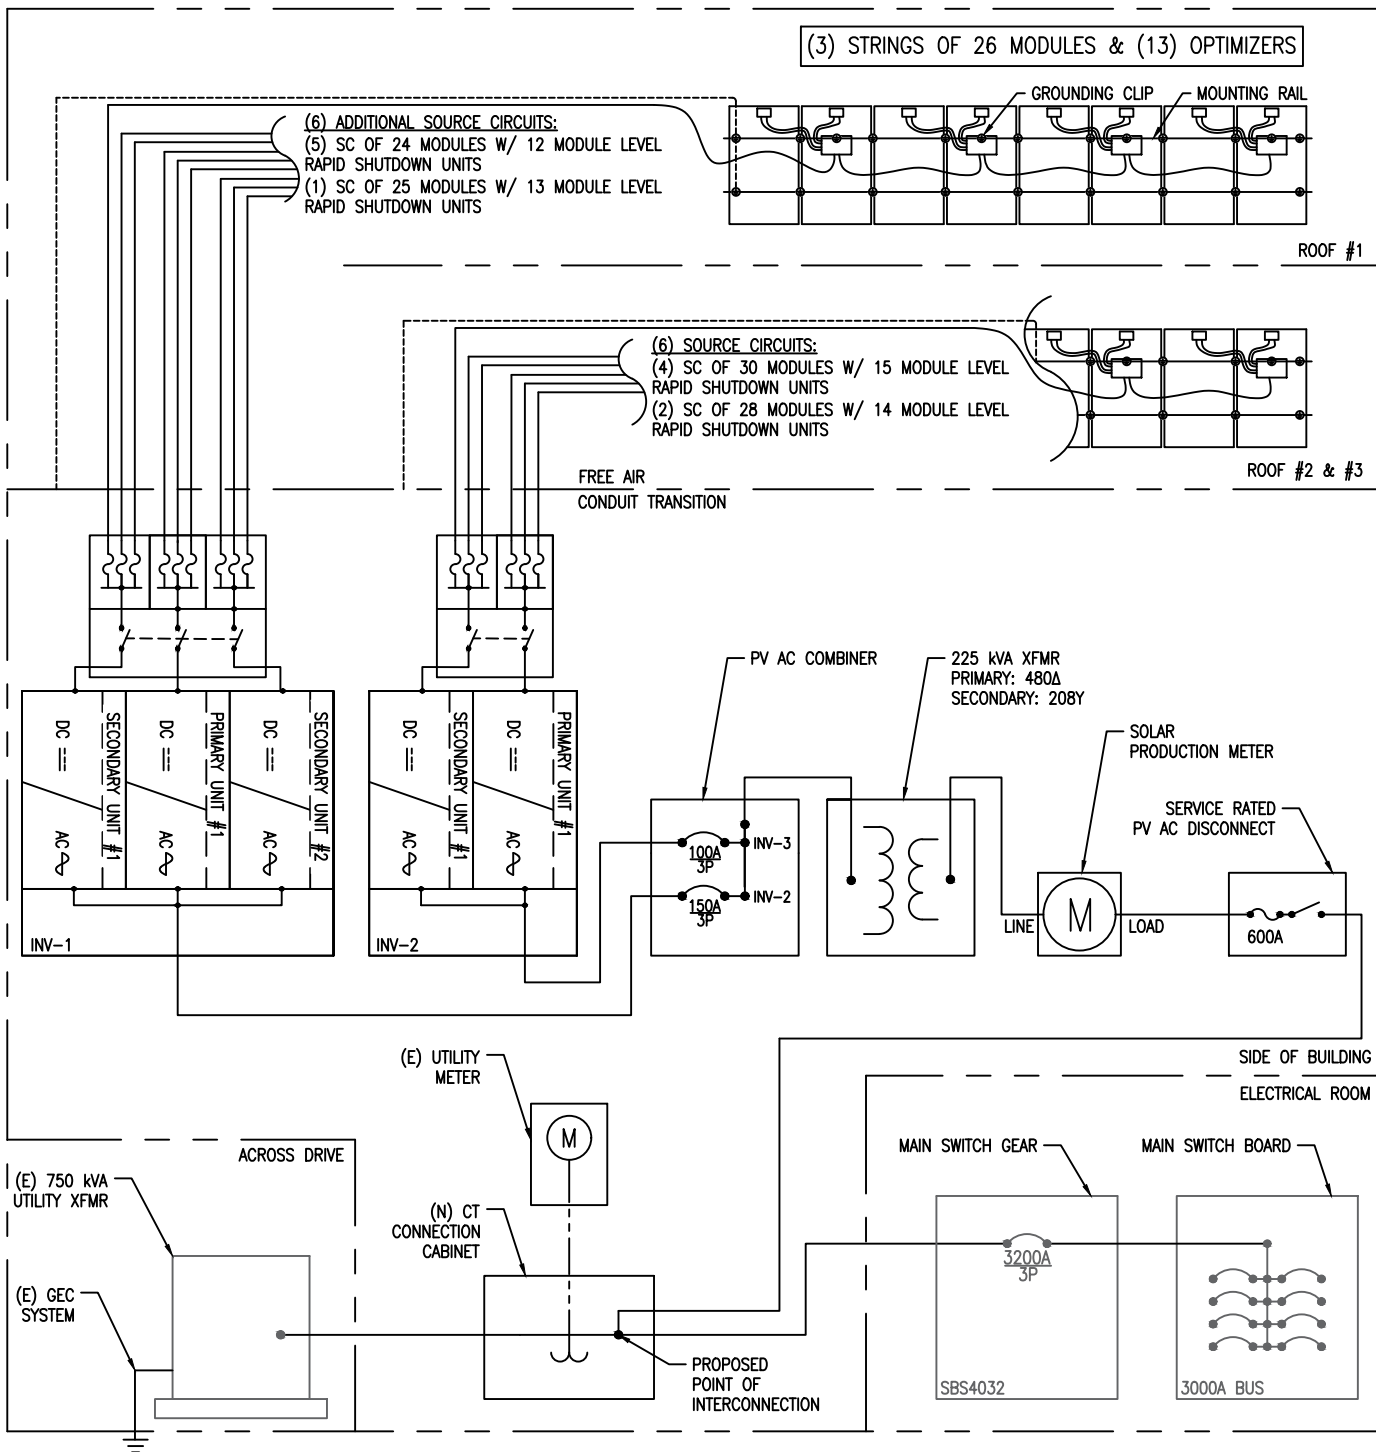 (3) STRINGS OF 26 MODULES & (13) OPTIMIZERS
GROUNDING CLIP
MOUNTING RAIL
(6) ADDITIONAL SOURCE CIRCUITS:
(5) SC OF 24 MODULES W/ 12 MODULE LEVEL
RAPID SHUTDOWN UNITS
(1) SC OF 25 MODULES W/ 13 MODULE LEVEL
RAPID SHUTDOWN UNITS
ROOF #1
(6) SOURCE CIRCUITS:
(4) SC OF 30 MODULES W/ 15 MODULE LEVEL
RAPID SHUTDOWN UNITS
(2) SC OF 28 MODULES W/ 14 MODULE LEVEL
RAPID SHUTDOWN UNITS
ROOF #2 & #3
FREE AIR
CONDUIT TRANSITION
DC
AC
SECONDARY UNIT #1
DC
AC
PRIMARY UNIT #1
DC
AC
SECONDARY UNIT #2
INV-1
DC
AC
SECONDARY UNIT #1
DC
AC
PRIMARY UNIT #1
INV-2
PV AC COMBINER
100A
3P
INV-3
150A
3P
INV-2
225 kVA XFMR
PRIMARY: 480Δ
SECONDARY: 208Y
SOLAR
PRODUCTION METER
LINE
M
LOAD
SERVICE RATED
PV AC DISCONNECT
600A
SIDE OF BUILDING
ELECTRICAL ROOM
(E) UTILITY
METER
M
ACROSS DRIVE
(E) 750 kVA
UTILITY XFMR
(E) GEC
SYSTEM
(N) CT
CONNECTION
CABINET
PROPOSED
POINT OF
INTERCONNECTION
MAIN SWITCH GEAR
3200A
3P
SBS4032
MAIN SWITCH BOARD
3000A BUS